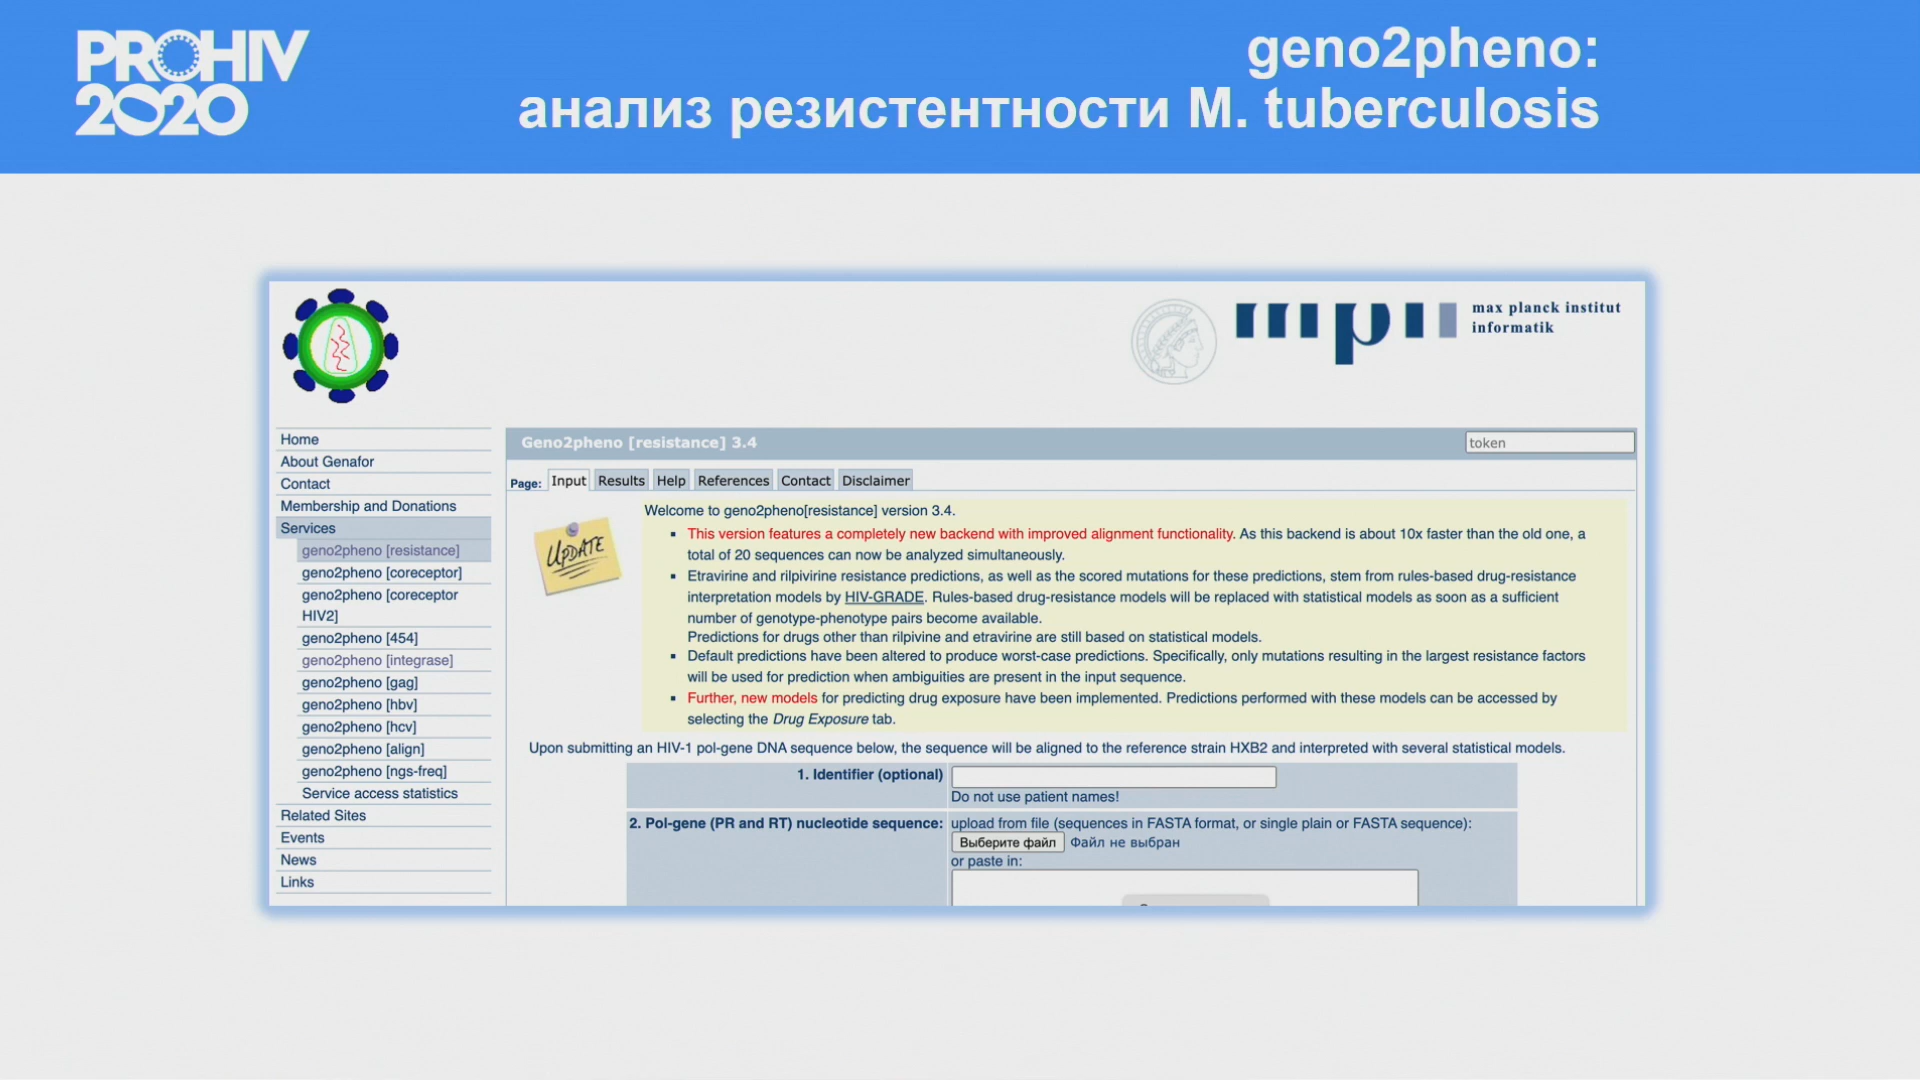 PROHIV
2020
geno2pheno:
анализ резистентности M. tuberculosis
max planck institut
informatik
Home
About Genafor
Contact
Membership and Donations
Services
geno2pheno [resistance]
geno2pheno [coreceptor]
geno2pheno [coreceptor
HIV2]
geno2pheno [454]
geno2pheno [integrase]
geno2pheno [gag]
geno2pheno [hbv]
geno2pheno [hcv]
geno2pheno [align]
geno2pheno [ngs-freq]
Service access statistics
Related Sites
Events
News
Links
Geno2pheno [resistance] 3.4
token
Page: Input Results Help References Contact Disclaimer
UPDATE
Welcome to geno2pheno[resistance] version 3.4.
This version features a completely new backend with improved alignment functionality. As this backend is about 10x faster than the old one, a
total of 20 sequences can now be analyzed simultaneously.
Etravirine and rilpivirine resistance predictions, as well as the scored mutations for these predictions, stem from rules-based drug-resistance
interpretation models by HIV-GRADE. Rules-based drug-resistance models will be replaced with statistical models as soon as a sufficient
number of genotype-phenotype pairs become available.
Predictions for drugs other than rilpivine and etravirine are still based on statistical models.
Default predictions have been altered to produce worst-case predictions. Specifically, only mutations resulting in the largest resistance factors
will be used for prediction when ambiguities are present in the input sequence.
Further, new models for predicting drug exposure have been implemented. Predictions performed with these models can be accessed by
selecting the Drug Exposure tab.
Upon submitting an HIV-1 pol-gene DNA sequence below, the sequence will be aligned to the reference strain HXB2 and interpreted with several statistical models.
1. Identifier (optional)
Do not use patient names!
2. Pol-gene (PR and RT) nucleotide sequence: upload from file (sequences in FASTA format, or single plain or FASTA sequence):
Выберите файл Файл не выбран
or paste in: